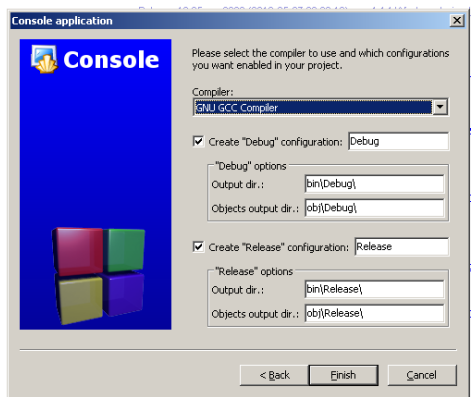 Console application
Console
Please select the compiler to use and which configurations
you want enabled in your project.
Compiler:
GNU GCC Compiler
Create "Debug" configuration: Debug
"Debug" options
Output dir.: bin\Debug\
Objects output dir.: obj\Debug\
Create "Release" configuration: Release
"Release" options
Output dir.: bin\Release\
Objects output dir.: obj\Release\
< Back Finish Cancel